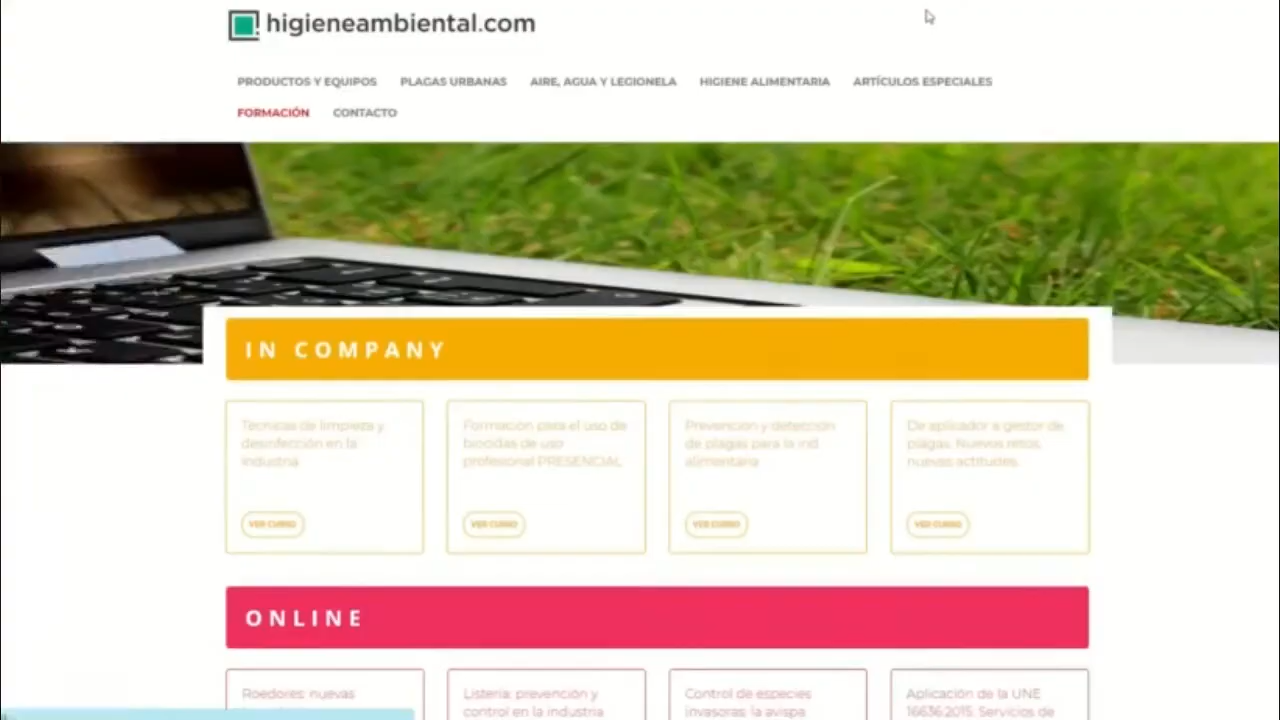 higieneambiental.com
PRODUCTOS Y EQUIPOS PLAGAS URBANAS AIRE, AGUA Y LEGIONELA HIGIENE ALIMENTARIA ARTÍCULOS ESPECIALES
FORMACIÓN CONTACTO
IN COMPANY
Técnicas de limpieza y
desinfección en la
industria
VER CURSO
Formación para el uso de
biocidas de uso
profesional PRESENCIAL
VER CURSO
Prevención y detección
de plagas para la ind.
alimentaria
VER CURSO
De aplicador a gestor de
plagas. Nuevos retos,
nuevas actitudes.
VER CURSO
ONLINE
Roedores: nuevas
Listeria: prevención y
control en la industria
Control de especies
invasoras: la avispa
Aplicación de la UNE
16636:2015. Servicios de